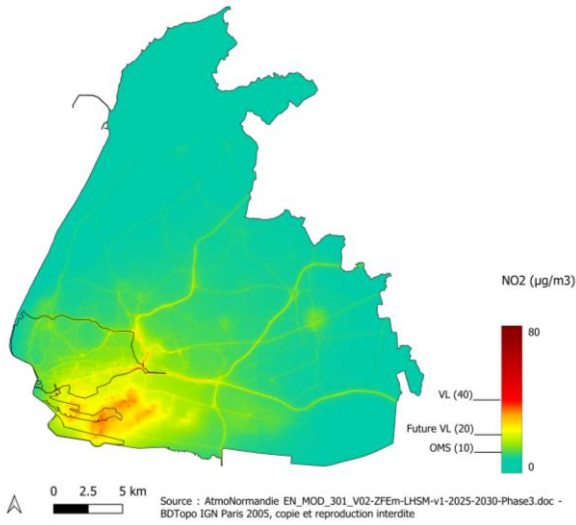 NO2 (µg/m3)
80
VL (40)
Future VL (20)
OMS (10)
0
0 2.5 5 km
Source : AtmoNormandie EN_MOD_301_V02-ZFEm-LHSM-v1-2025-2030-Phase3.doc -
BDTopo IGN Paris 2005, copie et reproduction interdite